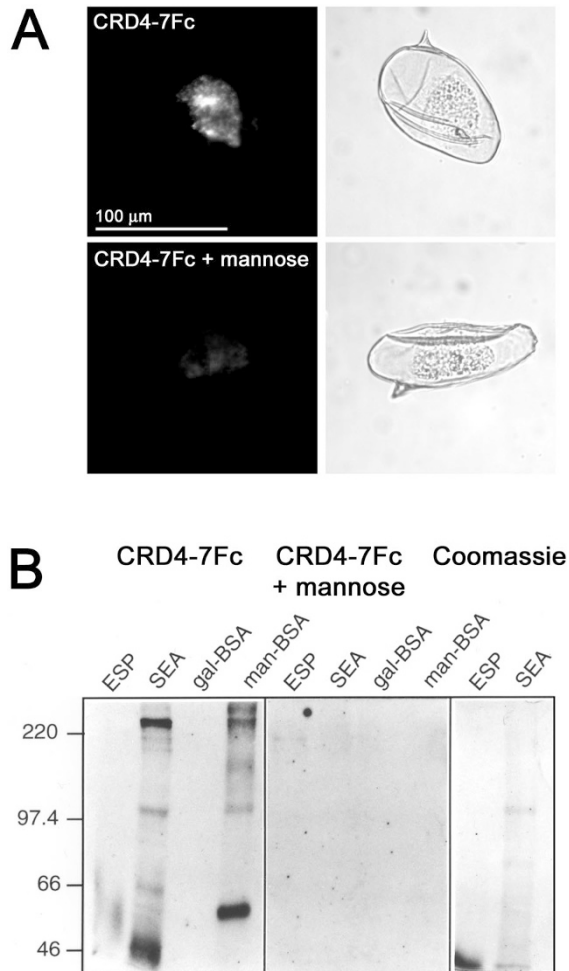 A
CRD4-7Fc
100 μm
CRD4-7Fc + mannose
B
CRD4-7Fc
CRD4-7Fc
+ mannose
Coomassie
ESP
SEA
gal-BSA
man-BSA
ESP
SEA
gal-BSA
man-BSA
ESP
SEA
220
97.4
66
46